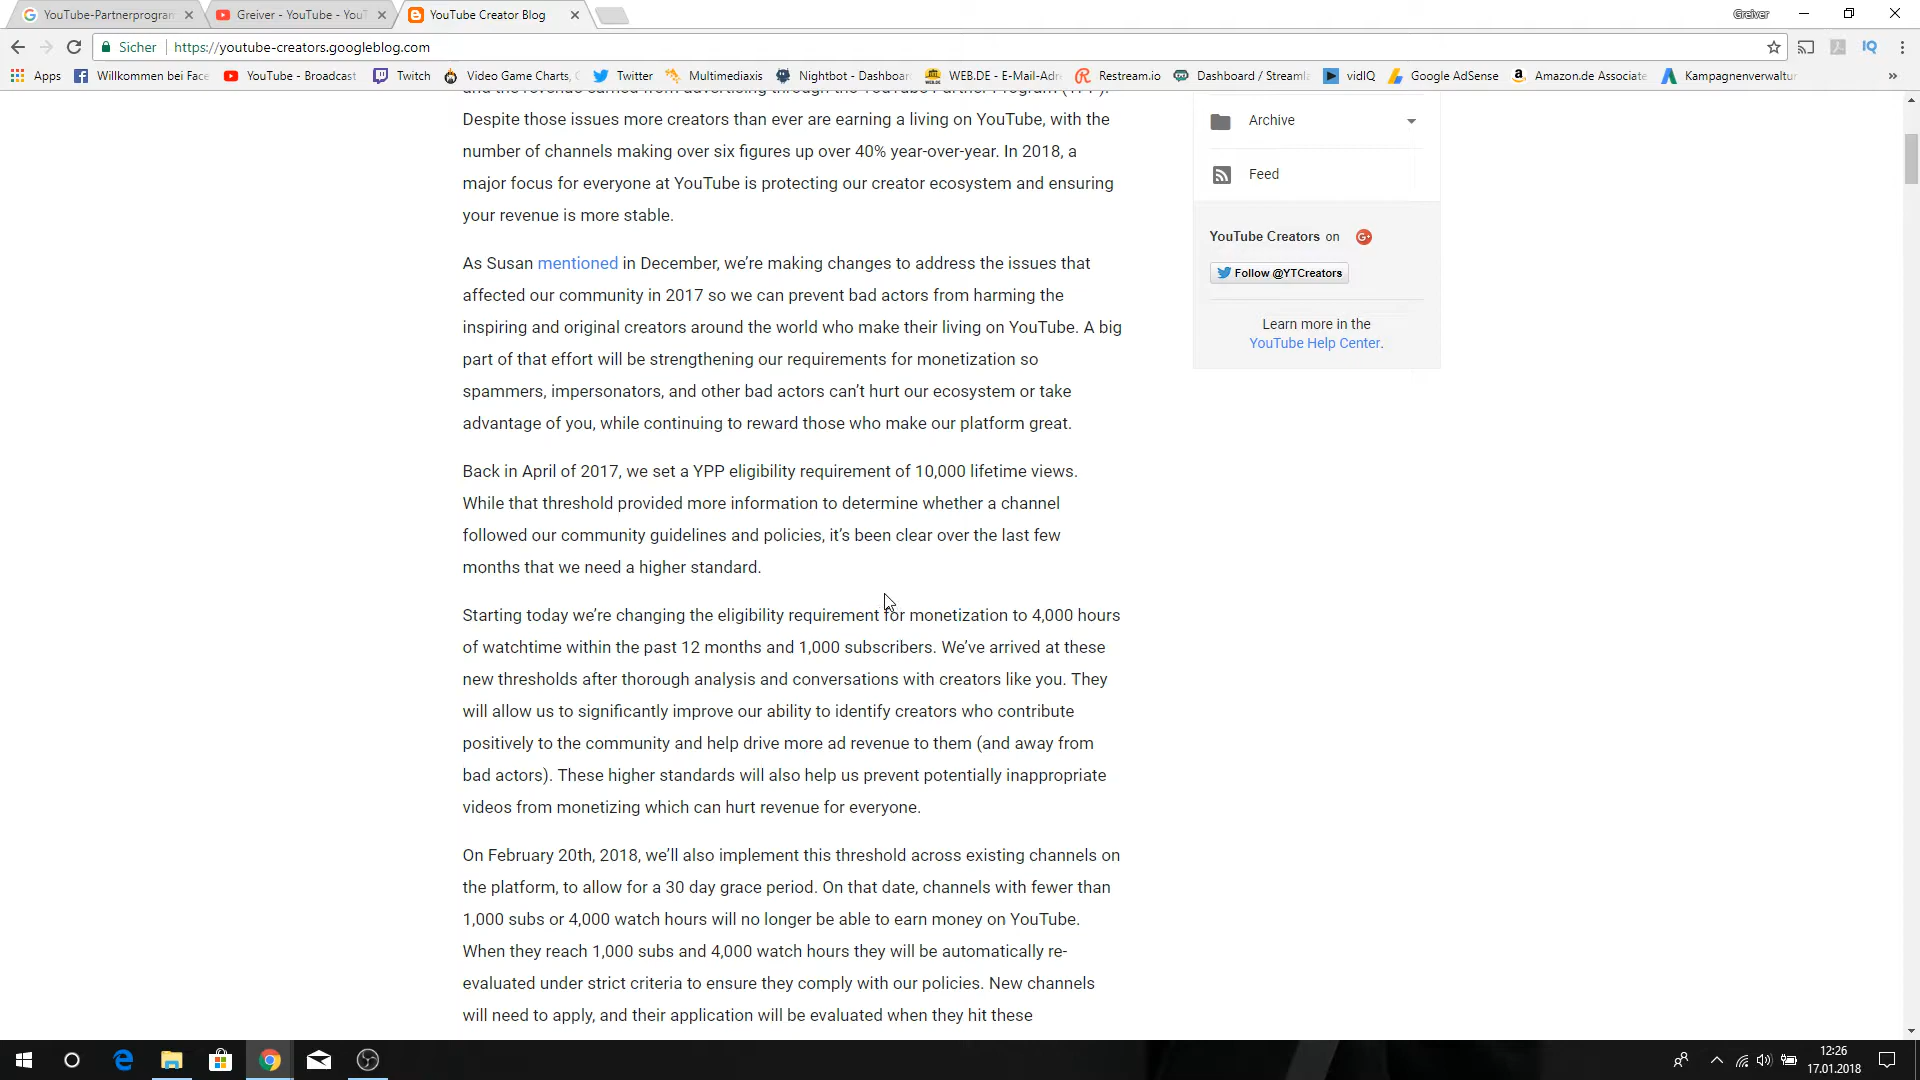 YouTube-Partnerprogram
Greiver - YouTube - You
YouTube Creator Blog
Greiver
Sicher
https://youtube-creators.googleblog.com
IQ
Apps
Willkommen bei Face
YouTube - Broadcast
Twitch
Video Game Charts,
Twitter
Multimediaxis
Nightbot - Dashboar
WEB.DE - E-Mail-Adr
Restream.io
Dashboard / Streamla
vidIQ
Google AdSense
Amazon.de Associate
Kampagnenverwaltu
and the revenue earned from advertising through the YouTube Partner Program (YPP).
Despite those issues more creators than ever are earning a living on YouTube, with the
number of channels making over six figures up over 40% year-over-year. In 2018, a
major focus for everyone at YouTube is protecting our creator ecosystem and ensuring
your revenue is more stable.
As Susan mentioned in December, we’re making changes to address the issues that
affected our community in 2017 so we can prevent bad actors from harming the
inspiring and original creators around the world who make their living on YouTube. A big
part of that effort will be strengthening our requirements for monetization so
spammers, impersonators, and other bad actors can’t hurt our ecosystem or take
advantage of you, while continuing to reward those who make our platform great.
Back in April of 2017, we set a YPP eligibility requirement of 10,000 lifetime views.
While that threshold provided more information to determine whether a channel
followed our community guidelines and policies, it’s been clear over the last few
months that we need a higher standard.
Starting today we’re changing the eligibility requirement for monetization to 4,000 hours
of watchtime within the past 12 months and 1,000 subscribers. We’ve arrived at these
new thresholds after thorough analysis and conversations with creators like you. They
will allow us to significantly improve our ability to identify creators who contribute
positively to the community and help drive more ad revenue to them (and away from
bad actors). These higher standards will also help us prevent potentially inappropriate
videos from monetizing which can hurt revenue for everyone.
On February 20th, 2018, we’ll also implement this threshold across existing channels on
the platform, to allow for a 30 day grace period. On that date, channels with fewer than
1,000 subs or 4,000 watch hours will no longer be able to earn money on YouTube.
When they reach 1,000 subs and 4,000 watch hours they will be automatically re-
evaluated under strict criteria to ensure they comply with our policies. New channels
will need to apply, and their application will be evaluated when they hit these
Archive
Feed
YouTube Creators on
G+
Follow @YTCreators
Learn more in the
YouTube Help Center.
12:26
17.01.2018